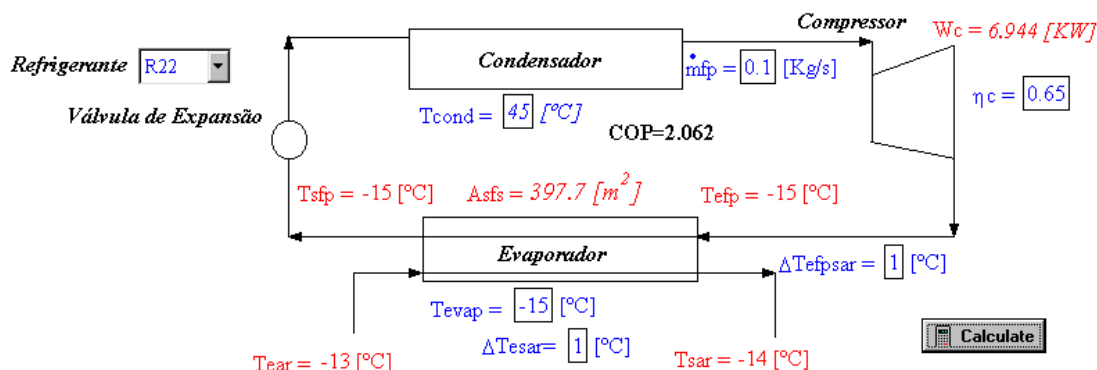 Compressor
Wc = 6.944 [KW]
Refrigerante R22
Condensador
ṁfp = 0.1 [Kg/s]
ηc = 0.65
Válvula de Expansão
Tcond = 45 [ºC]
COP=2.062
Tsfp = -15 [ºC]
Asfs = 397.7 [m²]
Tefp = -15 [ºC]
Evaporador
ΔTefpsar = 1 [ºC]
Tevap = -15 [ºC]
Calculate
Tear = -13 [ºC]
ΔTesar= 1 [ºC]
Tsar = -14 [ºC]